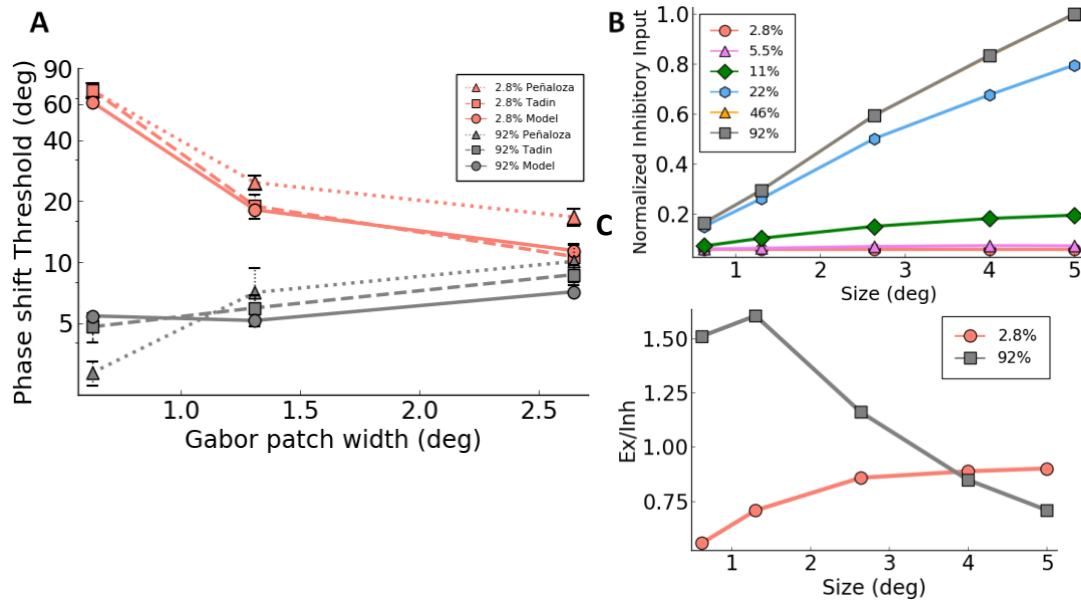 A
Phase shift Threshold (deg)
90
60
40
20
10
5
1.0
1.5
2.0
2.5
Gabor patch width (deg)
2.8% Peñaloza
2.8% Tadin
2.8% Model
92% Peñaloza
92% Tadin
92% Model
B
Normalized Inhibitory Input
1.0
0.8
0.6
0.4
0.2
1
2
3
4
5
Size (deg)
2.8%
5.5%
11%
22%
46%
92%
C
Ex/Inh
1.50
1.25
1.00
0.75
1
2
3
4
5
Size (deg)
2.8%
92%